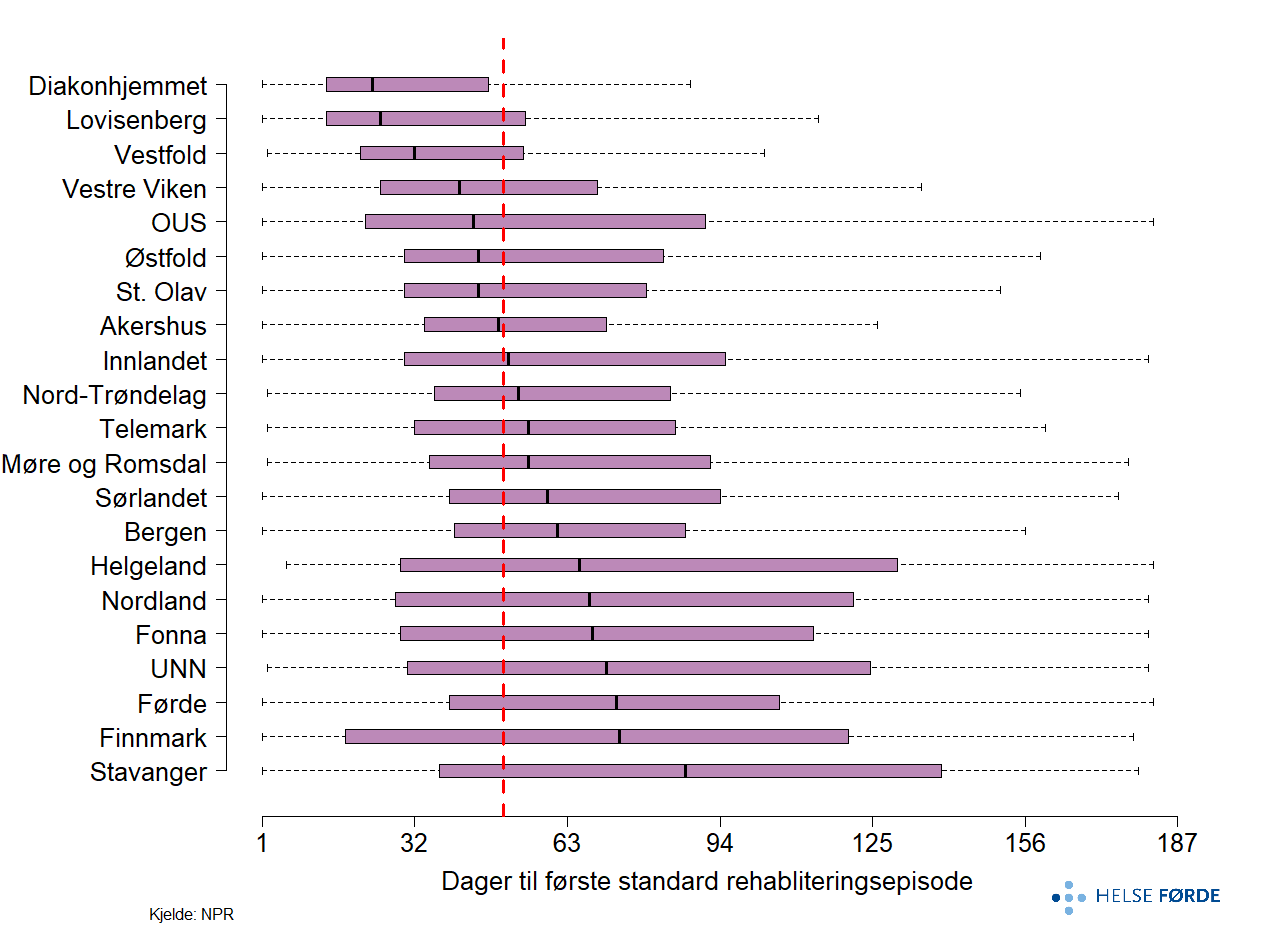 Diakonhjemmet
Lovisenberg
Vestfold
Vestre Viken
OUS
Østfold
St. Olav
Akershus
Innlandet
Nord-Trøndelag
Telemark
Møre og Romsdal
Sørlandet
Bergen
Helgeland
Nordland
Fonna
UNN
Førde
Finnmark
Stavanger
1 32 63 94 125 156 187
Dager til første standard rehabliteringsepisode
Kjelde: NPR
HELSE FØRDE